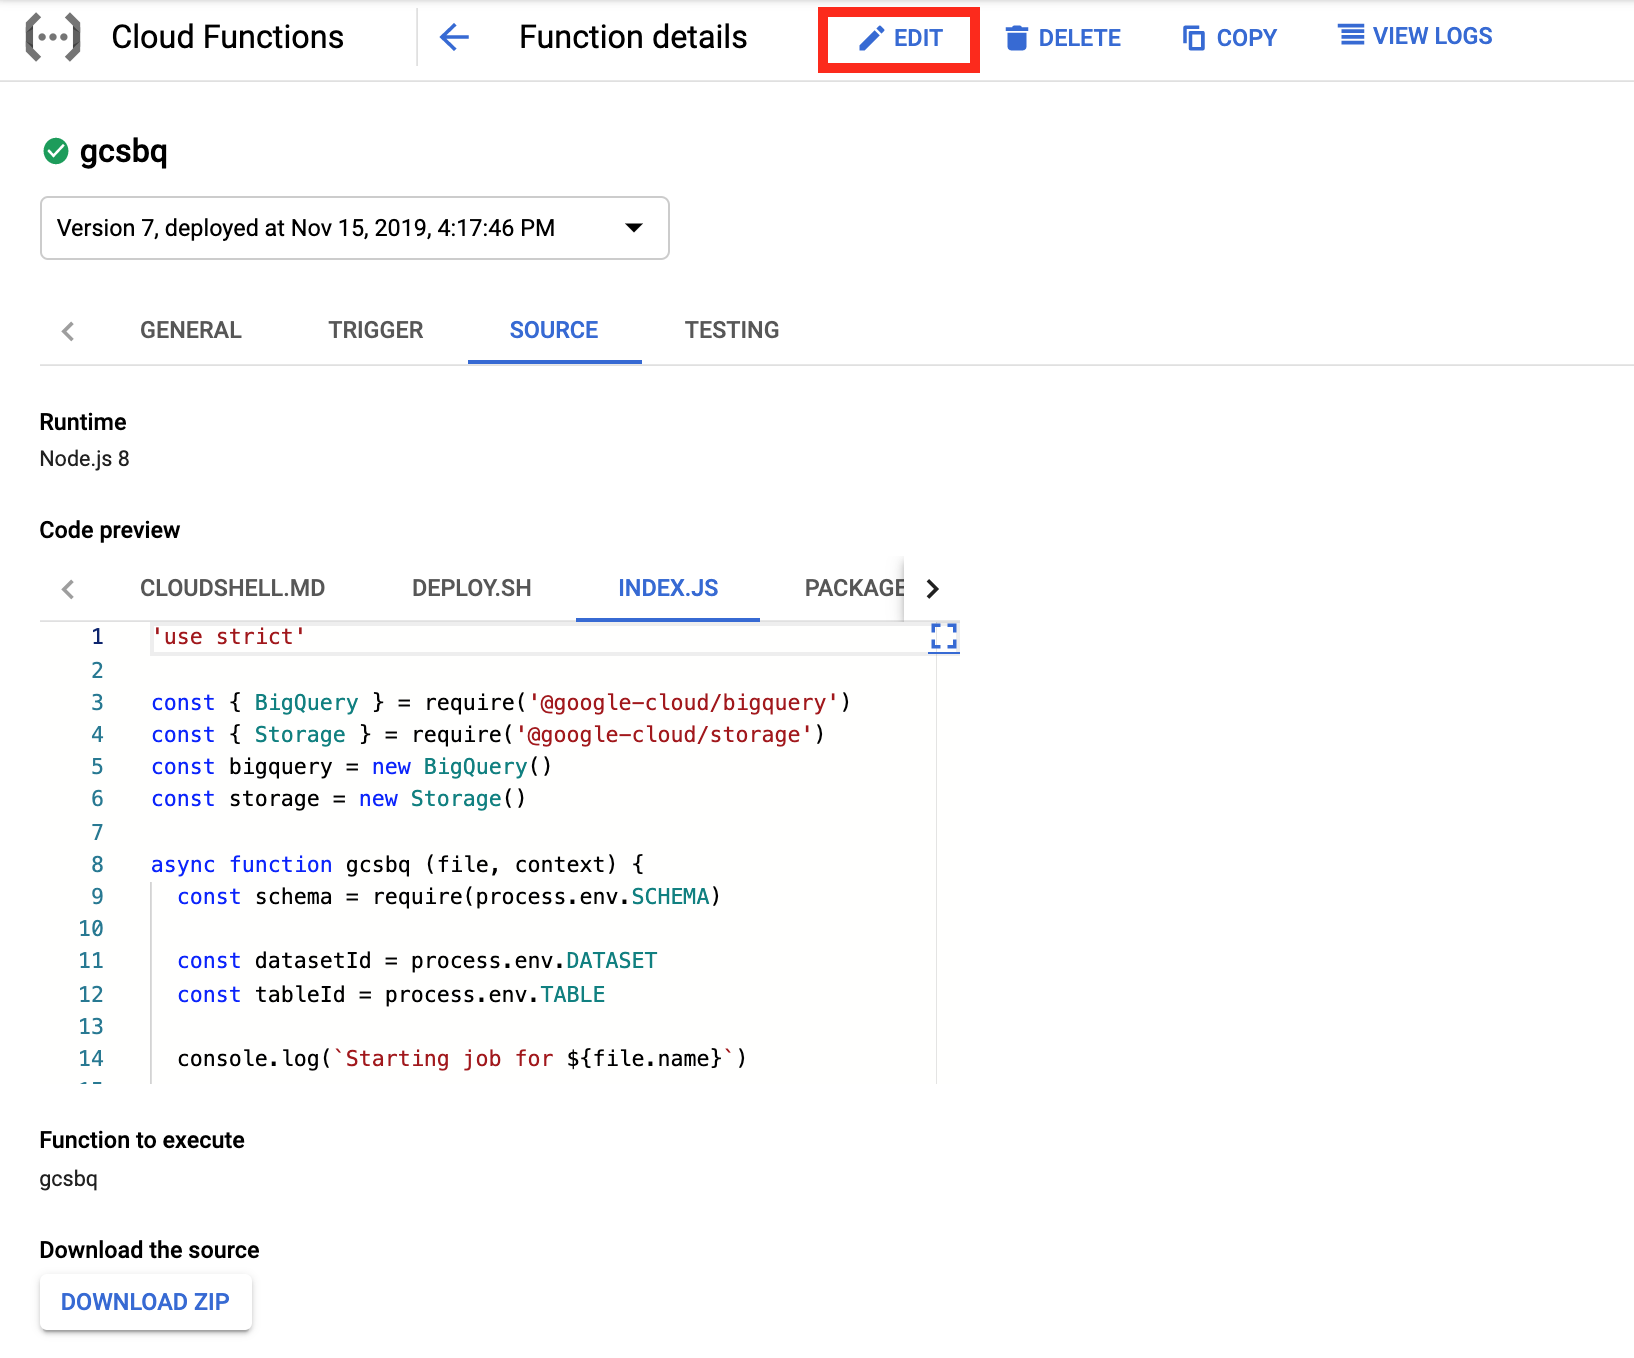 Cloud Functions Function details EDIT DELETE COPY VIEW LOGS
gcsbq
Version 7, deployed at Nov 15, 2019, 4:17:46 PM
GENERAL TRIGGER SOURCE TESTING
Runtime
Node.js 8
Code preview
CLOUDSHELL.MD DEPLOY.SH INDEX.JS PACKAGE
1 'use strict'
2
3 const { BigQuery } = require('@google-cloud/bigquery')
4 const { Storage } = require('@google-cloud/storage')
5 const bigquery = new BigQuery()
6 const storage = new Storage()
7
8 async function gcsbq (file, context) {
9 const schema = require(process.env.SCHEMA)
10
11 const datasetId = process.env.DATASET
12 const tableId = process.env.TABLE
13
14 console.log(`Starting job for ${file.name}`)
Function to execute
gcsbq
Download the source
DOWNLOAD ZIP